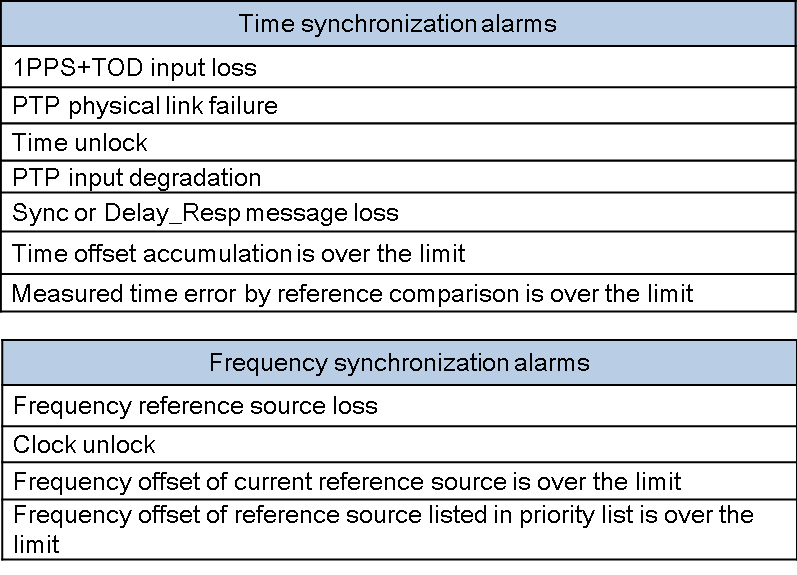 Time synchronization alarms
1PPS+TOD input loss
PTP physical link failure
Time unlock
PTP input degradation
Sync or Delay_Resp message loss
Time offset accumulation is over the limit
Measured time error by reference comparison is over the limit
Frequency synchronization alarms
Frequency reference source loss
Clock unlock
Frequency offset of current reference source is over the limit
Frequency offset of reference source listed in priority list is over the
limit